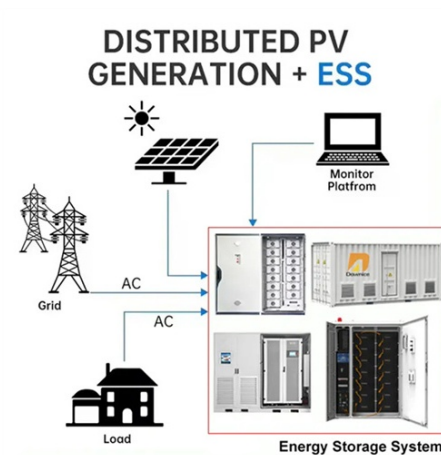 DISTRIBUTED PV
GENERATION + ESS
Monitor
Platfrom
Grid
AC
AC
Load
Energy Storage System